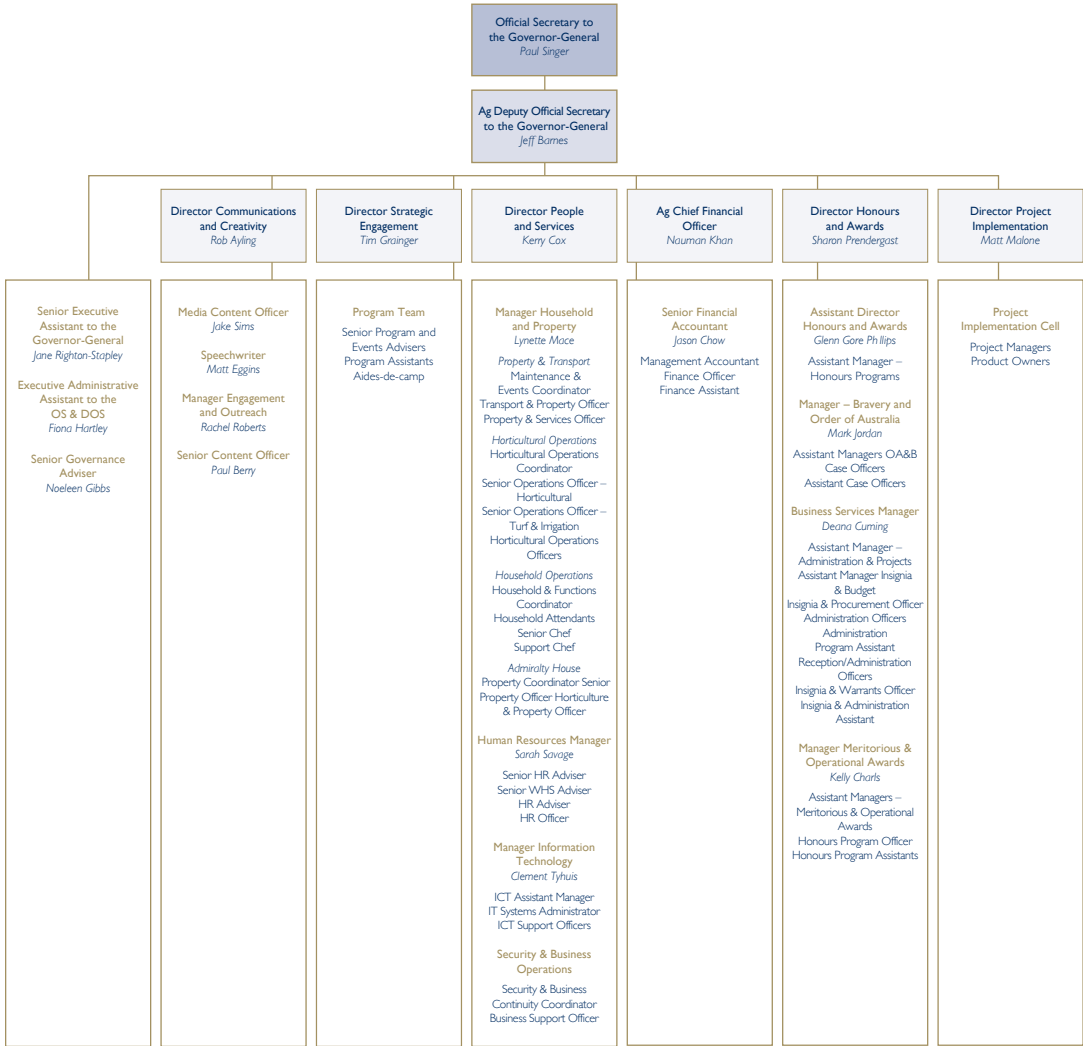 Official Secretary to
the Governor-General
Paul Singer
Ag Deputy Official Secretary
to the Governor-General
Jeff Barnes
Director Communications
and Creativity
Rob Ayling
Director Strategic
Engagement
Tim Grainger
Director People
and Services
Kerry Cox
Ag Chief Financial
Officer
Nauman Khan
Director Honours
and Awards
Sharon Prendergast
Director Project
Implementation
Matt Malone
Senior Executive
Assistant to the
Governor-General
Jane Righton-Stapley
Executive Administrative
Assistant to the
OS & DOS
Fiona Hartley
Senior Governance
Adviser
Noeleen Gibbs
Media Content Officer
Jake Sims
Speechwriter
Matt Eggins
Manager Engagement
and Outreach
Rachel Roberts
Senior Content Officer
Paul Berry
Program Team
Senior Program and
Events Advisers
Program Assistants
Aides-de-camp
Manager Household
and Property
Lynette Mace
Property & Transport
Maintenance &
Events Coordinator
Transport & Property Officer
Property & Services Officer
Horticultural Operations
Horticultural Operations
Coordinator
Senior Operations Officer –
Horticultural
Senior Operations Officer –
Turf & Irrigation
Horticultural Operations
Officers
Household Operations
Household & Functions
Coordinator
Household Attendants
Senior Chef
Support Chef
Admiralty House
Property Coordinator Senior
Property Officer Horticulture
& Property Officer
Human Resources Manager
Sarah Savage
Senior HR Adviser
Senior WHS Adviser
HR Adviser
HR Officer
Manager Information
Technology
Clement Tyhuis
ICT Assistant Manager
IT Systems Administrator
ICT Support Officers
Security & Business
Operations
Security & Business
Continuity Coordinator
Business Support Officer
Senior Financial
Accountant
Jason Chow
Management Accountant
Finance Officer
Finance Assistant
Assistant Director
Honours and Awards
Glenn Gore Ph llips
Assistant Manager –
Honours Programs
Manager – Bravery and
Order of Australia
Mark Jordan
Assistant Managers OA&B
Case Officers
Assistant Case Officers
Business Services Manager
Deana Cuming
Assistant Manager –
Administration & Projects
Assistant Manager Insignia
& Budget
Insignia & Procurement Officer
Administration Officers
Administration
Program Assistant
Reception/Administration
Officers
Insignia & Warrants Officer
Insignia & Administration
Assistant
Manager Meritorious &
Operational Awards
Kelly Charls
Assistant Managers –
Meritorious & Operational
Awards
Honours Program Officer
Honours Program Assistants
Project
Implementation Cell
Project Managers
Product Owners